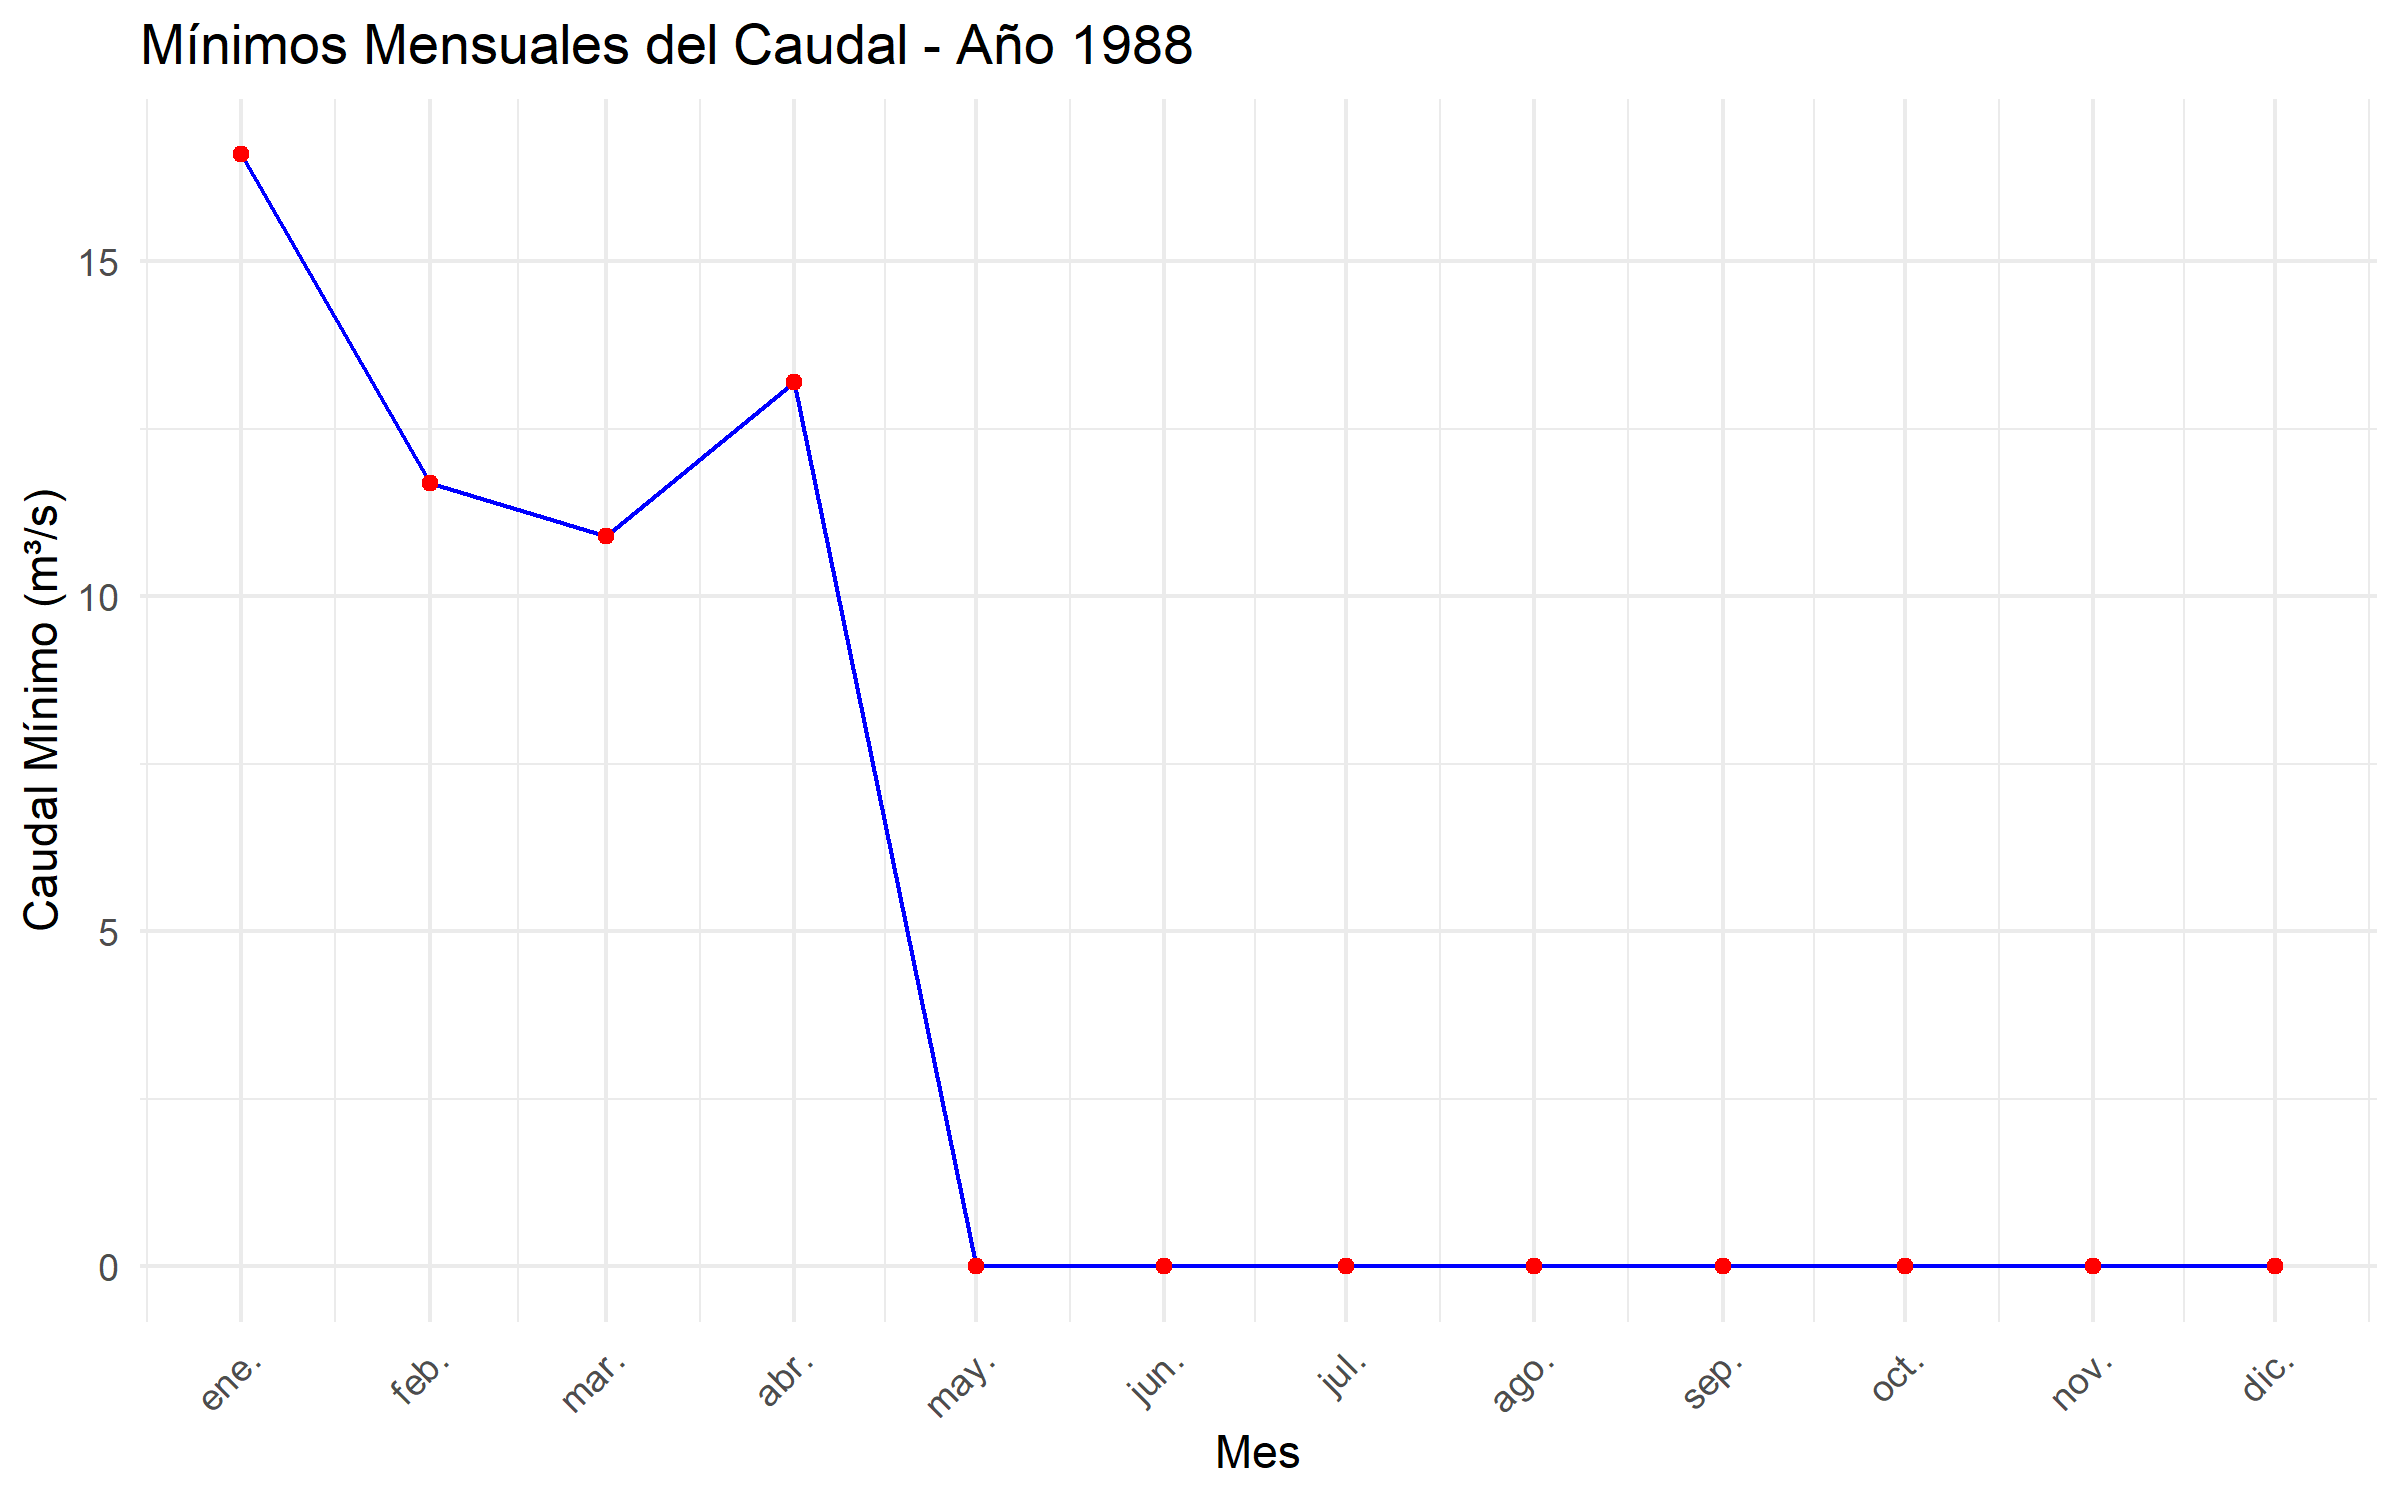 Mínimos Mensuales del Caudal - Año 1988
Caudal Mínimo (m³/s)
15
10
5
0
ene.
feb.
mar.
abr.
may.
jun.
jul.
ago.
sep.
oct.
nov.
dic.
Mes